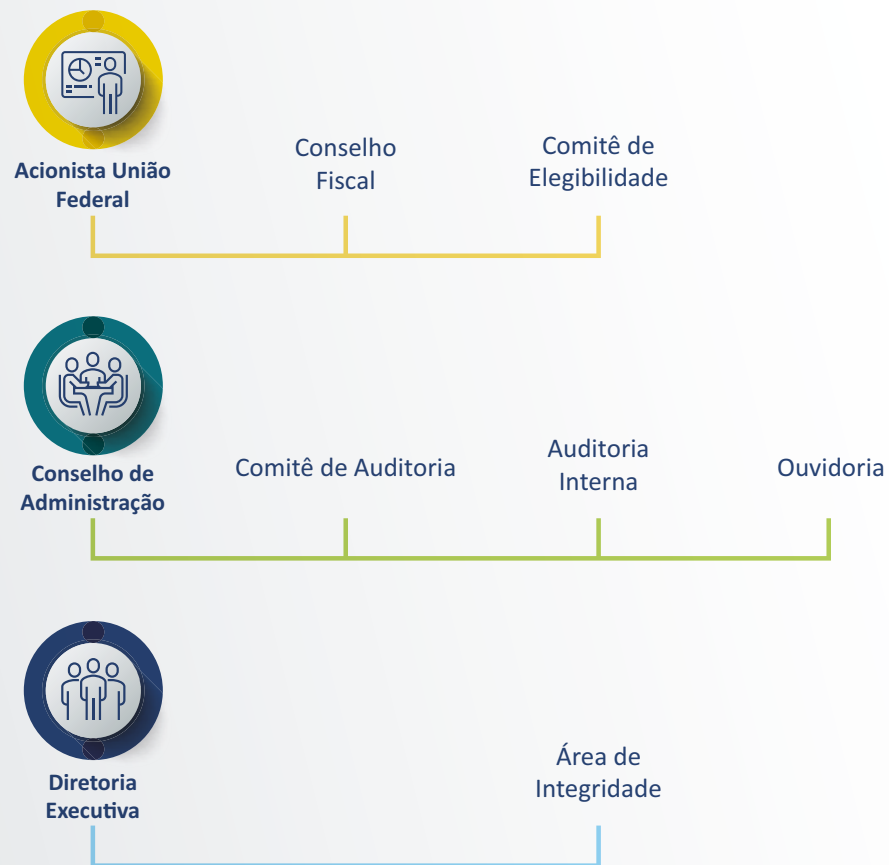 Acionista União
Federal
Conselho
Fiscal
Comitê de
Elegibilidade
Conselho de
Administração
Comitê de Auditoria
Auditoria
Interna
Ouvidoria
Diretoria
Executiva
Área de
Integridade